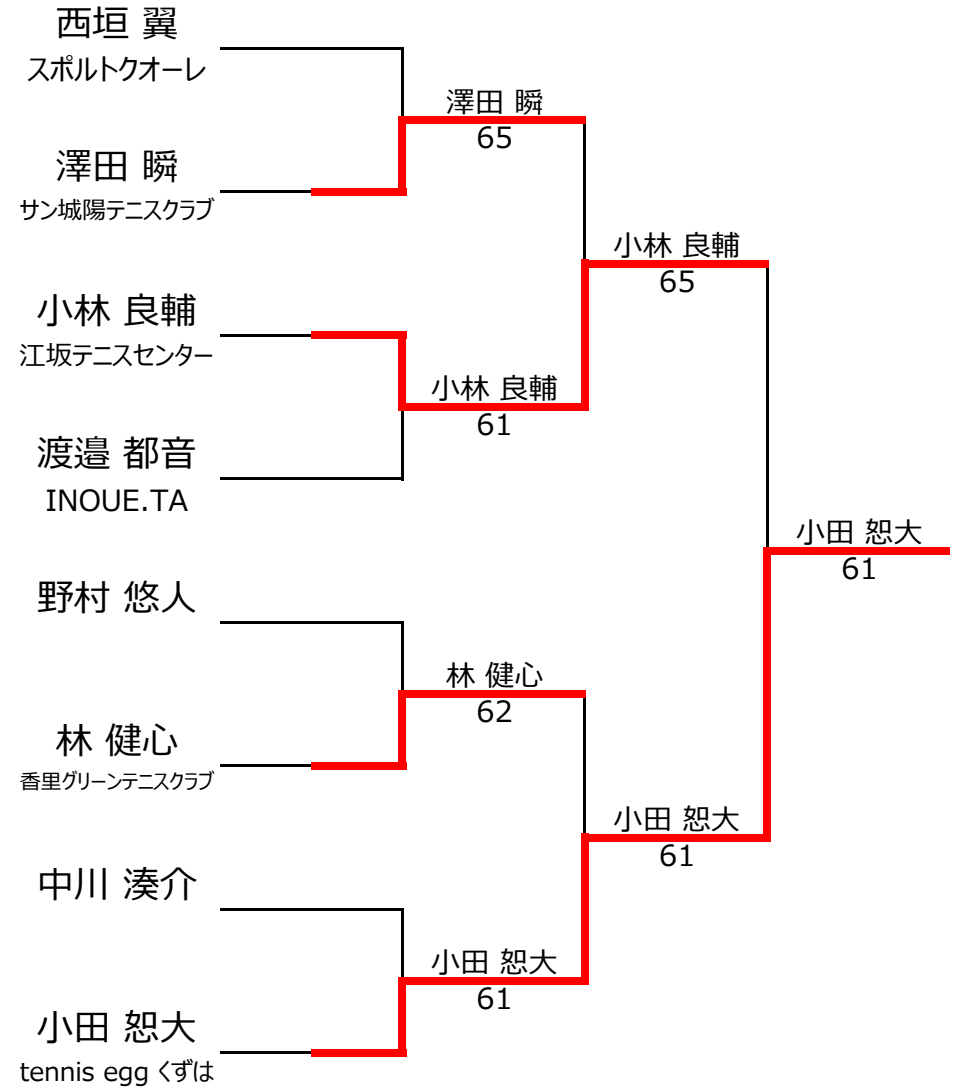 西垣 翼
スポルトクオーレ
澤田 瞬
65
澤田 瞬
サン城陽テニスクラブ
小林 良輔
65
小林 良輔
江坂テニスセンター
小林 良輔
61
渡邉 都音
INOUE.TA
小田 恕大
61
野村 悠人
林 健心
62
林 健心
香里グリーンテニスクラブ
小田 恕大
61
中川 湊介
小田 恕大
61
小田 恕大
tennis egg くずは